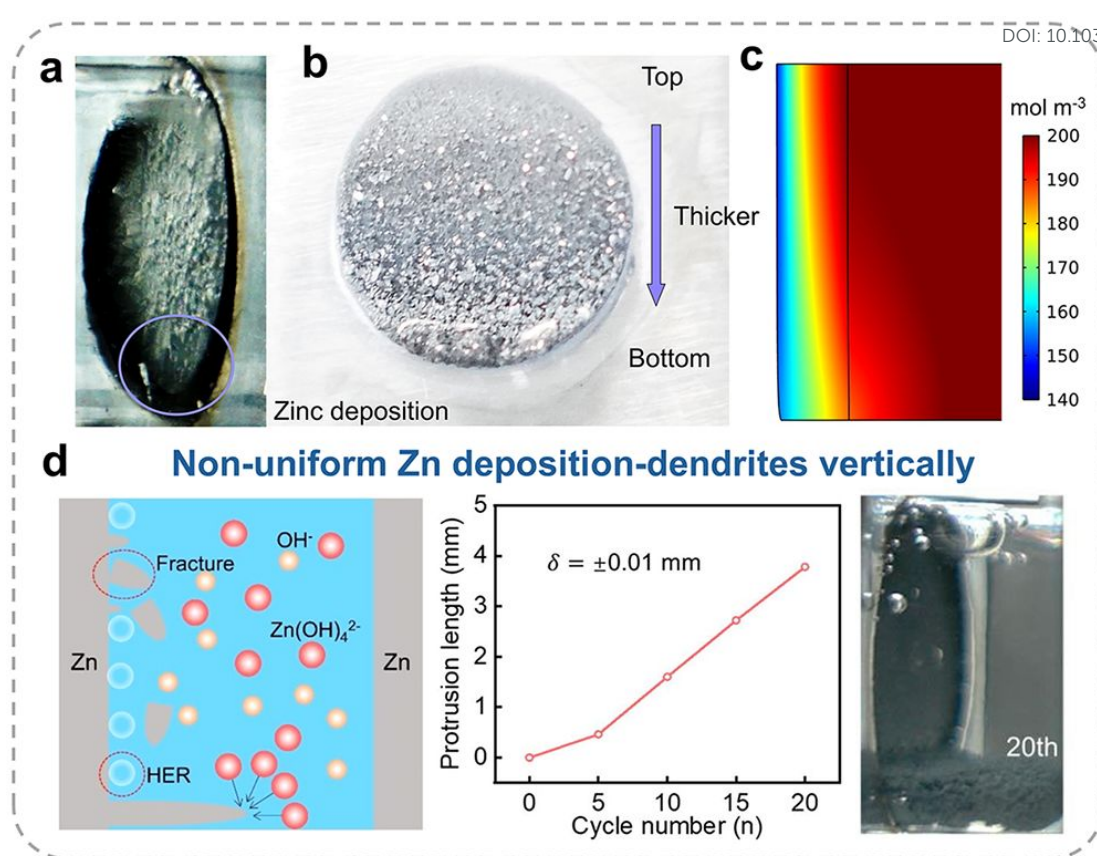 DOI: 10.103
a
b
c
Top
Thicker
Bottom
Zinc deposition
mol m⁻³
200
190
180
170
160
150
140
d
Non-uniform Zn deposition-dendrites vertically
OH⁻
Fracture
Zn(OH)₄²⁻
Zn
Zn
HER
Protrusion length (mm)
5
4
3
2
1
0
δ = ±0.01 mm
0 5 10 15 20
Cycle number (n)
20th